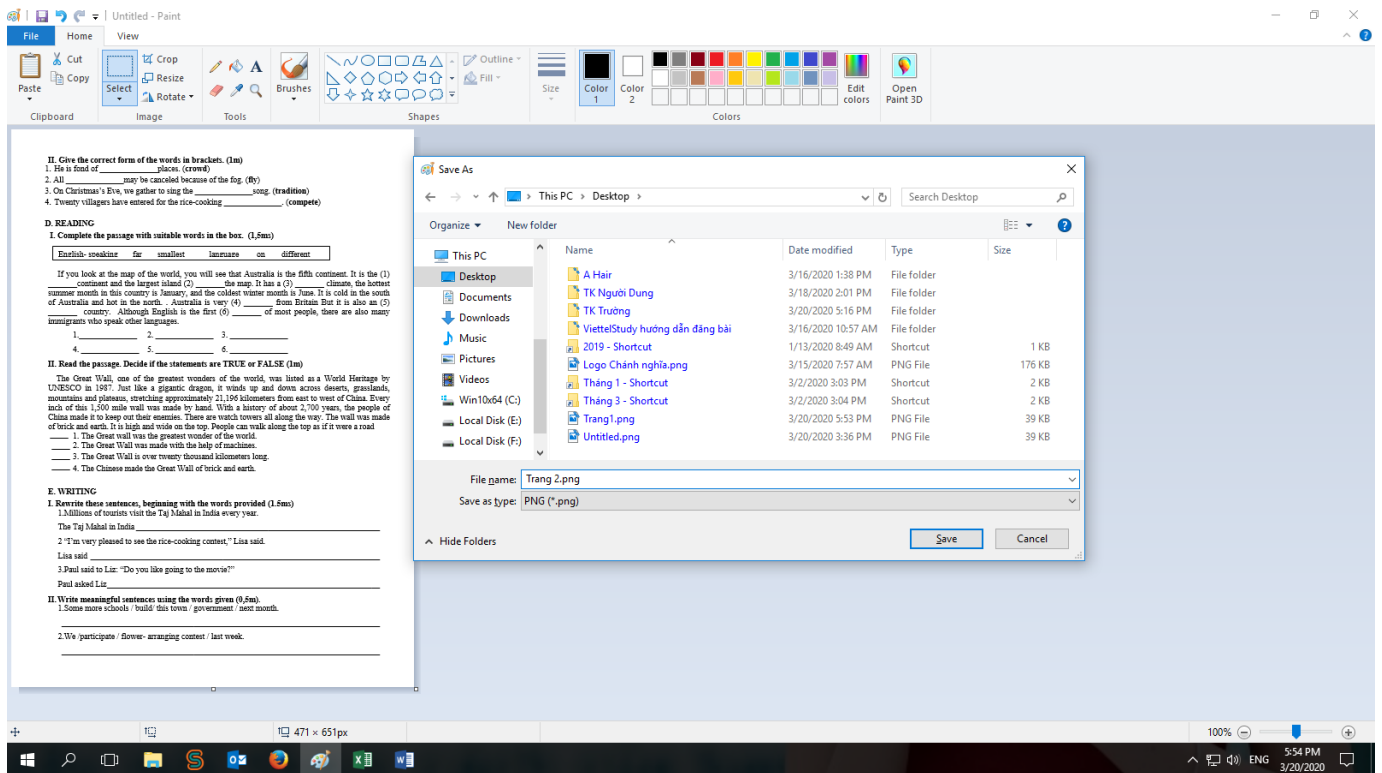 Untitled - Paint
File Home View
Paste
Cut
Copy
Clipboard
Select
Crop
Resize
Rotate
Image
Tools
Brushes
Shapes
Outline
Fill
Size
Color 1
Color 2
Colors
Edit colors
Open Paint 3D
II. Give the correct form of the words in brackets. (1m)
1. He is fond of ______________places. (crowd)
2. All ______________may be canceled because of the fog. (fly)
3. On Christmas's Eve, we gather to sing the ______________song. (tradition)
4. Twenty villagers have entered for the rice-cooking ______________. (compete)
D. READING
I. Complete the passage with suitable words in the box. (1,5ms)
English- speaking far smallest language on different
If you look at the map of the world, you will see that Australia is the fifth continent. It is the (1)
_______continent and the largest island (2) _______ the map. It has a (3) _______ climate, the hottest
summer month in this country is January, and the coldest winter month is June. It is cold in the south
of Australia and hot in the north. . Australia is very (4) _______ from Britain But it is also an (5)
_______ country. Although English is the first (6) _______ of most people, there are also many
immigrants who speak other languages.
1.______________ 2. ______________ 3. ______________
4. ______________ 5. ______________ 6. ______________
II. Read the passage. Decide if the statements are TRUE or FALSE (1m)
The Great Wall, one of the greatest wonders of the world, was listed as a World Heritage by
UNESCO in 1987. Just like a gigantic dragon, it winds up and down across deserts, grasslands,
mountains and plateaus, stretching approximately 21,196 kilometers from east to west of China. Every
inch of this 1,500 mile wall was made by hand. With a history of about 2,700 years, the people of
China made it to keep out their enemies. There are watch towers all along the way. The wall was made
of brick and earth. It is high and wide on the top. People can walk along the top as if it were a road
_____ 1. The Great wall was the greatest wonder of the world.
_____ 2. The Great Wall was made with the help of machines.
_____ 3. The Great Wall is over twenty thousand kilometers long.
_____ 4. The Chinese made the Great Wall of brick and earth.
E. WRITING
I. Rewrite these sentences, beginning with the words provided (1.5ms)
1.Millions of tourists visit the Taj Mahal in India every year.
The Taj Mahal in India ______________
2 "I'm very pleased to see the rice-cooking contest," Lisa said.
Lisa said ______________
3.Paul said to Liz: "Do you like going to the movie?"
Paul asked Liz______________
II. Write meaningful sentences using the words given (0,5m).
1.Some more schools / build/ this town / government / next month.
2.We /participate / flower- arranging contest / last week.
Save As
This PC > Desktop >
Search Desktop
Organize New folder
This PC
Desktop
Documents
Downloads
Music
Pictures
Videos
Win10x64 (C:)
Local Disk (E:)
Local Disk (F:)
Name Date modified Type Size
A Hair 3/16/2020 1:38 PM File folder
TK Người Dung 3/18/2020 2:01 PM File folder
TK Trường 3/20/2020 5:16 PM File folder
ViettelStudy hướng dẫn đăng bài 3/16/2020 10:57 AM File folder
2019 - Shortcut 1/13/2020 8:49 AM Shortcut 1 KB
Logo Chánh nghĩa.png 3/15/2020 7:57 AM PNG File 176 KB
Tháng 1 - Shortcut 3/2/2020 3:03 PM Shortcut 2 KB
Tháng 3 - Shortcut 3/2/2020 3:04 PM Shortcut 2 KB
Trang1.png 3/20/2020 5:53 PM PNG File 39 KB
Untitled.png 3/20/2020 3:36 PM PNG File 39 KB
File name: Trang 2.png
Save as type: PNG (*.png)
Hide Folders
Save Cancel
471 × 651px
100%
ENG
5:54 PM
3/20/2020